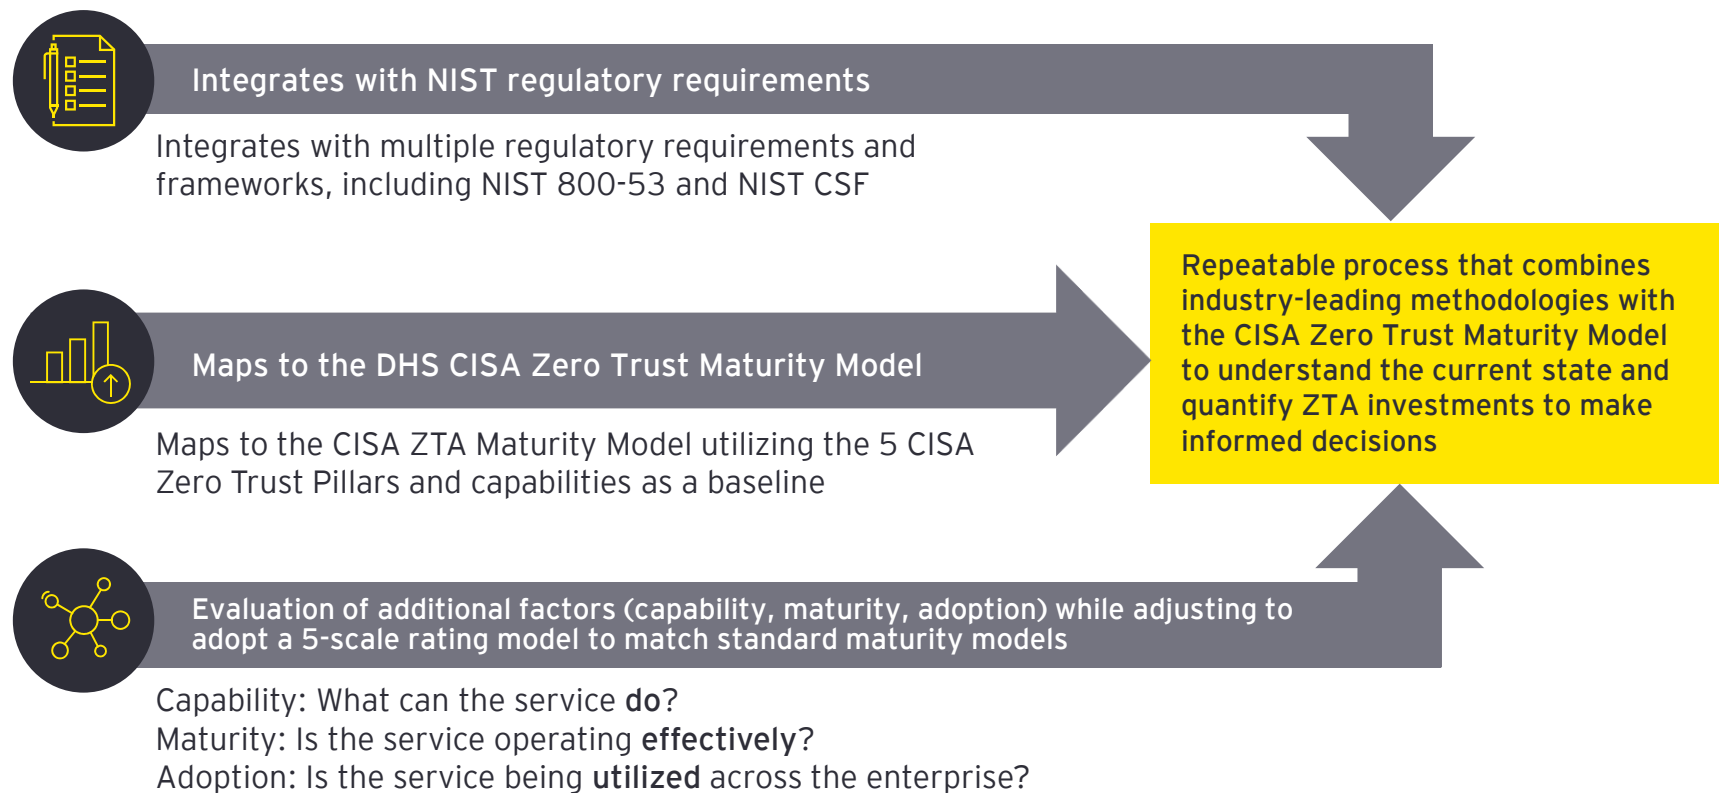 Integrates with NIST regulatory requirements
Integrates with multiple regulatory requirements and
frameworks, including NIST 800-53 and NIST CSF
Maps to the DHS CISA Zero Trust Maturity Model
Maps to the CISA ZTA Maturity Model utilizing the 5 CISA
Zero Trust Pillars and capabilities as a baseline
Evaluation of additional factors (capability, maturity, adoption) while adjusting to
adopt a 5-scale rating model to match standard maturity models
Capability: What can the service do?
Maturity: Is the service operating effectively?
Adoption: Is the service being utilized across the enterprise?
Repeatable process that combines
industry-leading methodologies with
the CISA Zero Trust Maturity Model
to understand the current state and
quantify ZTA investments to make
informed decisions